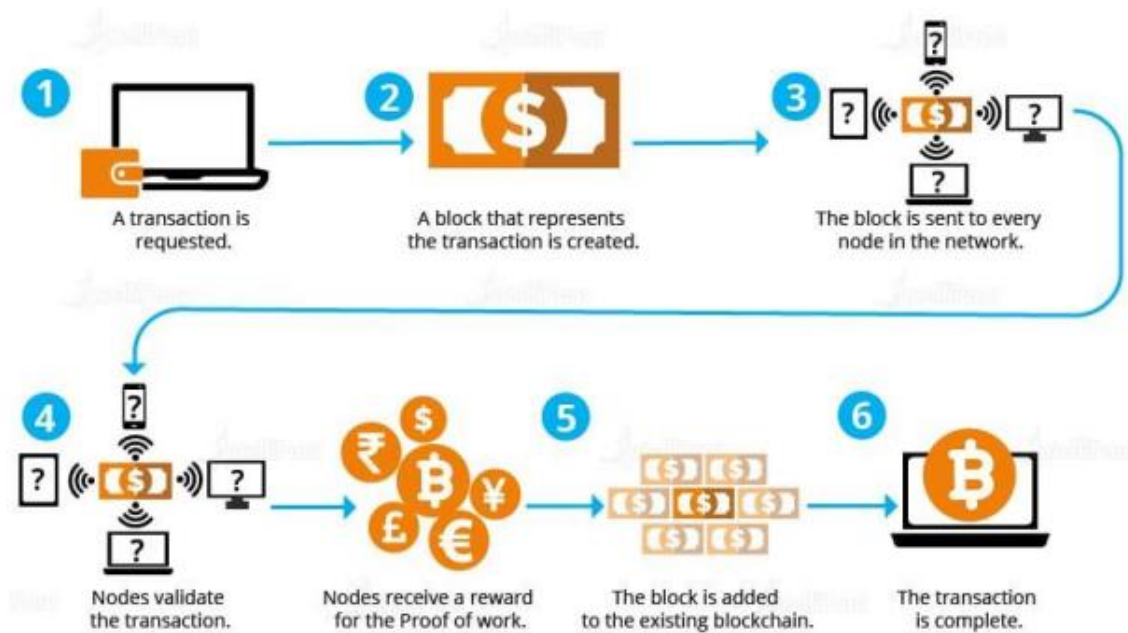 1
A transaction is
requested.
2
$
A block that represents
the transaction is created.
3
?
? $ ?
?
The block is sent to every
node in the network.
4
?
? $ ?
?
Nodes validate
the transaction.
$
₹
₿
¥
£
€
Nodes receive a reward
for the Proof of work.
5
$ $
$ $ $
$ $
The block is added
to the existing blockchain.
6
₿
The transaction
is complete.